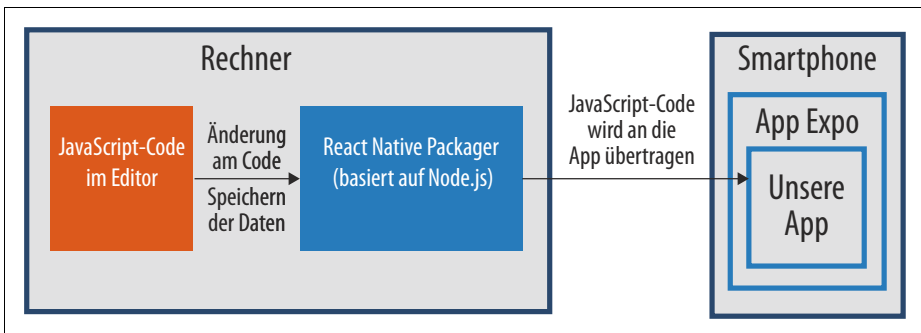 Rechner
JavaScript-Code
im Editor
Änderung
am Code
Speichern
der Daten
React Native Packager
(basiert auf Node.js)
JavaScript-Code
wird an die
App übertragen
Smartphone
App Expo
Unsere
App